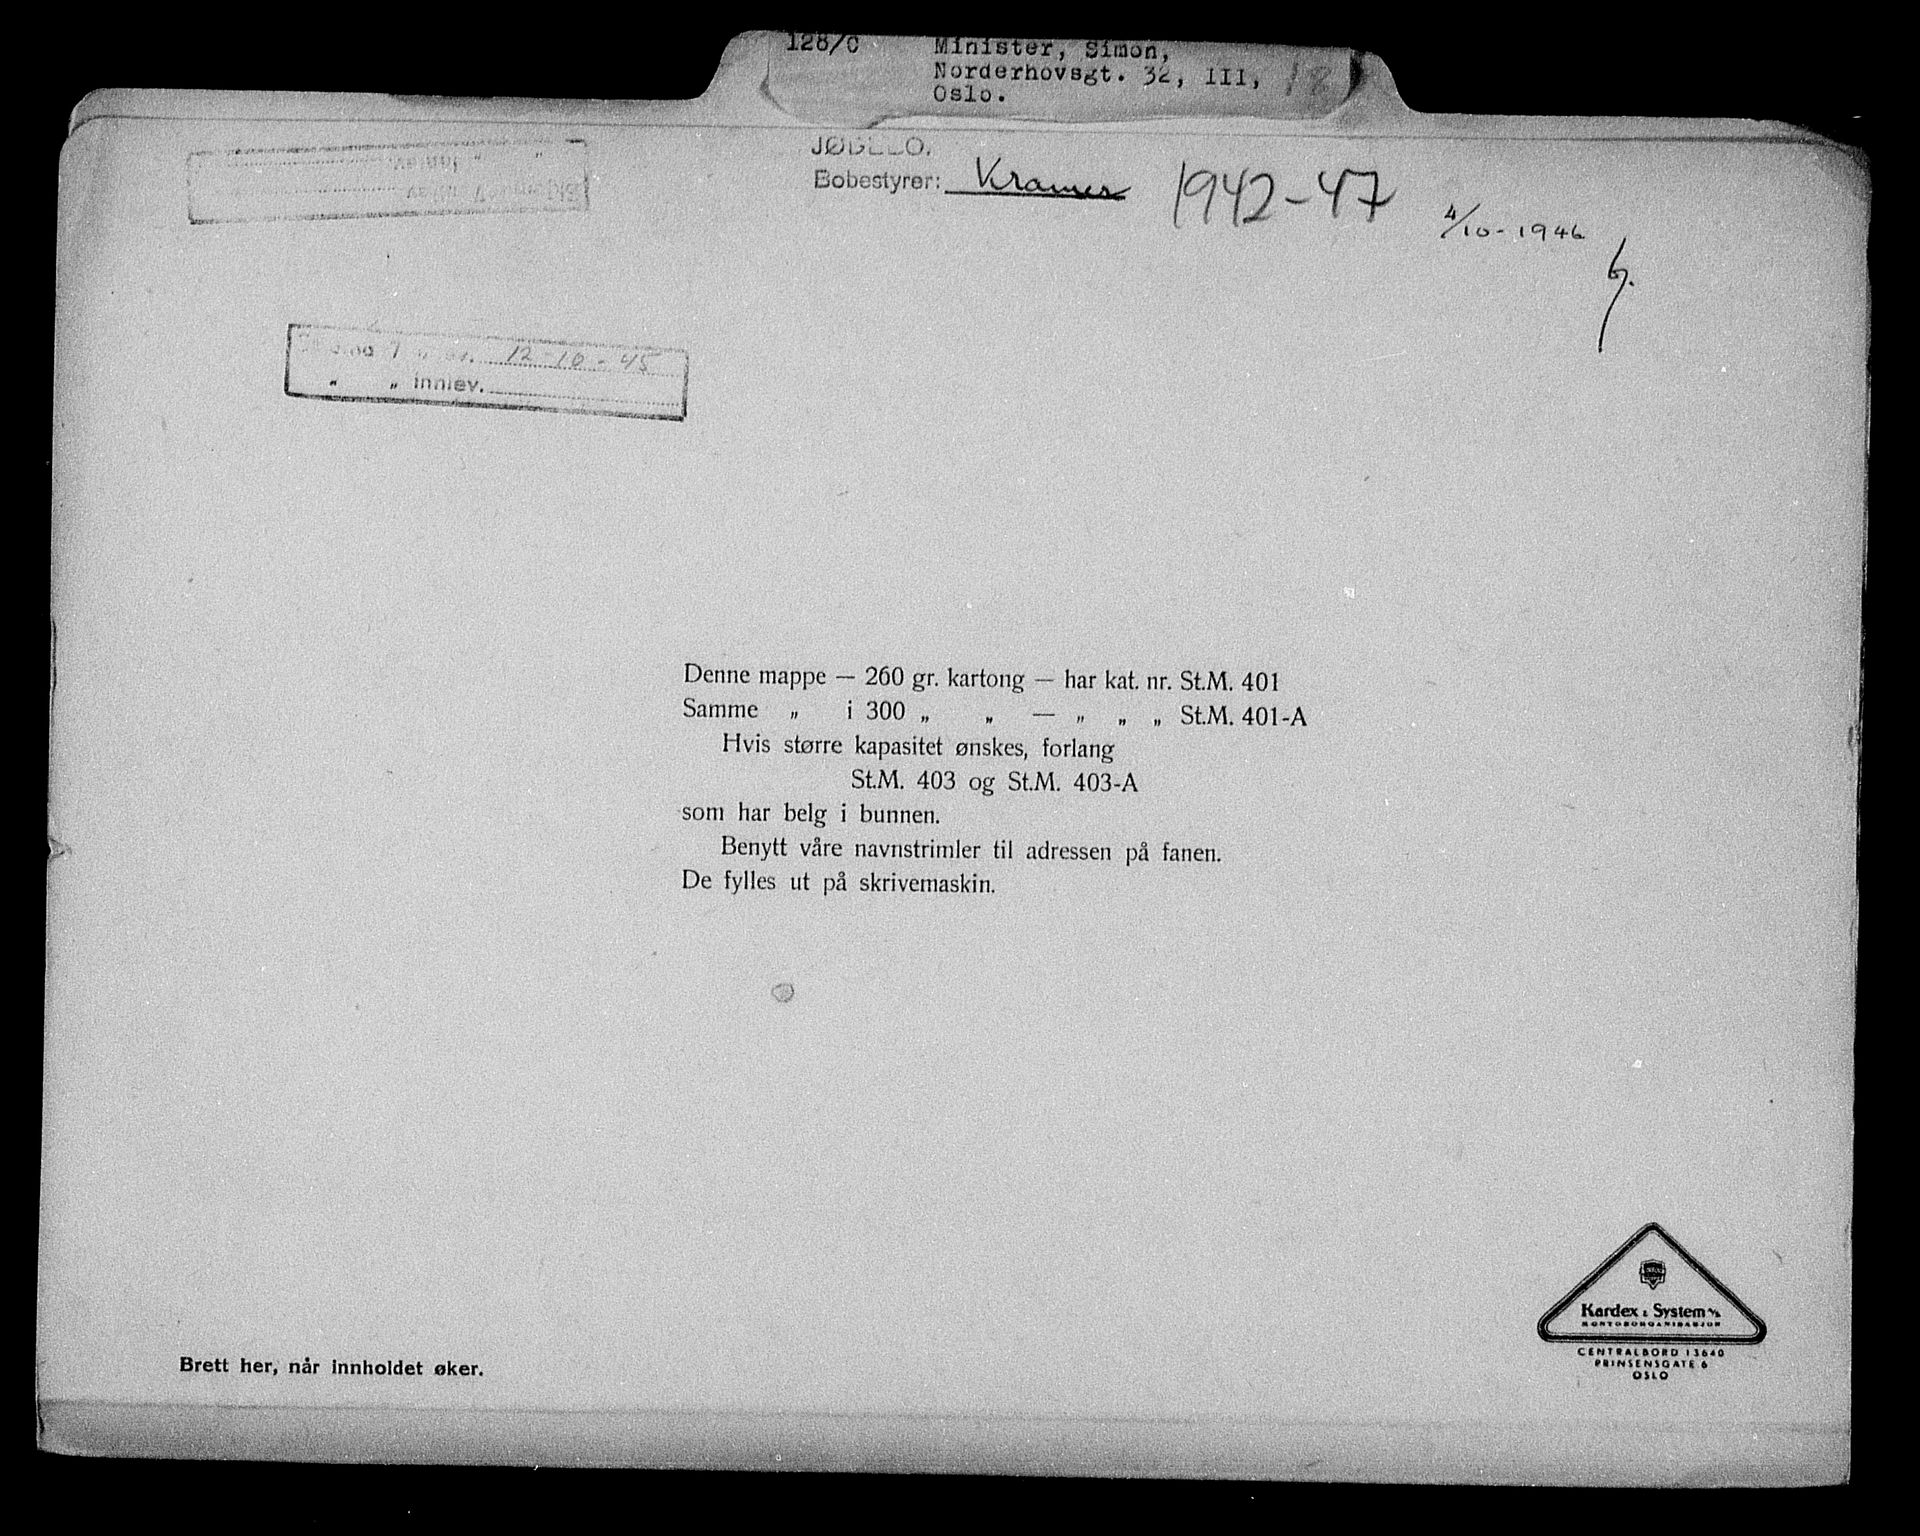 128/C Minister, Simon,
Norderhovsgt. 32, III, 18
Oslo.
Bobestyrer: Kramer
1942-47
4/10-1946
12-10-45
„ „ innlev.
Denne mappe — 260 gr. kartong — har kat. nr. St.M. 401
Samme „ i 300 „ „ — „ „ „ St.M. 401-A
Hvis større kapasitet ønskes, forlang
St.M. 403 og St.M. 403-A
som har belg i bunnen.
Benytt våre navnstrimler til adressen på fanen.
De fylles ut på skrivemaskin.
Kardex & System A/S
KONTORORGANISASJON
CENTRALBORD 13640
PRINSENSGATE 6
OSLO
Brett her, når innholdet øker.